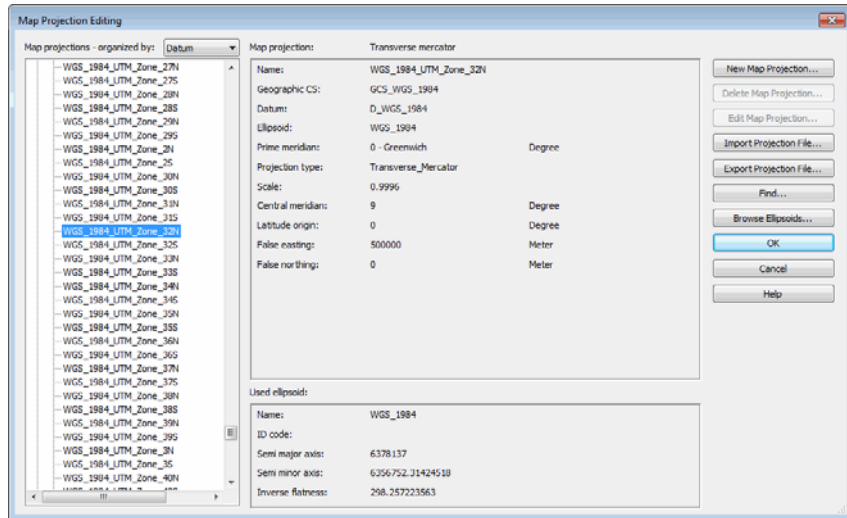 Map Projection Editing
Map projections - organized by: Datum
WGS_1984_UTM_Zone_27N
WGS_1984_UTM_Zone_27S
WGS_1984_UTM_Zone_28N
WGS_1984_UTM_Zone_28S
WGS_1984_UTM_Zone_29N
WGS_1984_UTM_Zone_29S
WGS_1984_UTM_Zone_2N
WGS_1984_UTM_Zone_2S
WGS_1984_UTM_Zone_30N
WGS_1984_UTM_Zone_30S
WGS_1984_UTM_Zone_31N
WGS_1984_UTM_Zone_31S
WGS_1984_UTM_Zone_32N
WGS_1984_UTM_Zone_32S
WGS_1984_UTM_Zone_33N
WGS_1984_UTM_Zone_33S
WGS_1984_UTM_Zone_34N
WGS_1984_UTM_Zone_34S
WGS_1984_UTM_Zone_35N
WGS_1984_UTM_Zone_35S
WGS_1984_UTM_Zone_36N
WGS_1984_UTM_Zone_36S
WGS_1984_UTM_Zone_37N
WGS_1984_UTM_Zone_37S
WGS_1984_UTM_Zone_38N
WGS_1984_UTM_Zone_38S
WGS_1984_UTM_Zone_39N
WGS_1984_UTM_Zone_39S
WGS_1984_UTM_Zone_3N
WGS_1984_UTM_Zone_3S
WGS_1984_UTM_Zone_40N
Map projection: Transverse mercator
Name: WGS_1984_UTM_Zone_32N
Geographic CS: GCS_WGS_1984
Datum: D_WGS_1984
Ellipsoid: WGS_1984
Prime meridian: 0 - Greenwich Degree
Projection type: Transverse_Mercator
Scale: 0.9996
Central meridian: 9 Degree
Latitude origin: 0 Degree
False easting: 500000 Meter
False northing: 0 Meter
Used ellipsoid:
Name: WGS_1984
ID code:
Semi major axis: 6378137
Semi minor axis: 6356752.31424518
Inverse flatness: 298.257223563
New Map Projection...
Delete Map Projection...
Edit Map Projection...
Import Projection File...
Export Projection File...
Find...
Browse Ellipsoids...
OK
Cancel
Help